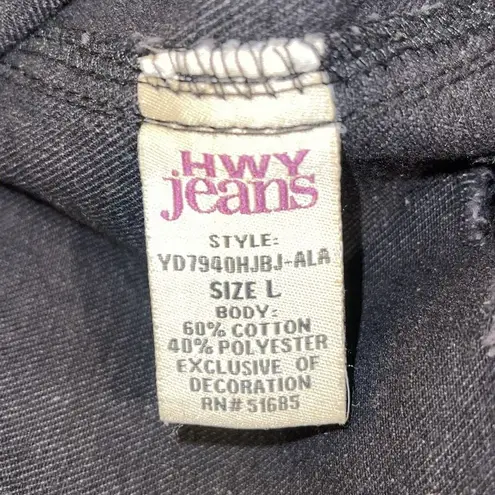 HWY
jeans
STYLE:
YD7940HJBJ-ALA
SIZE L
BODY:
60% COTTON
40% POLYESTER
EXCLUSIVE OF
DECORATION
RN# 51685